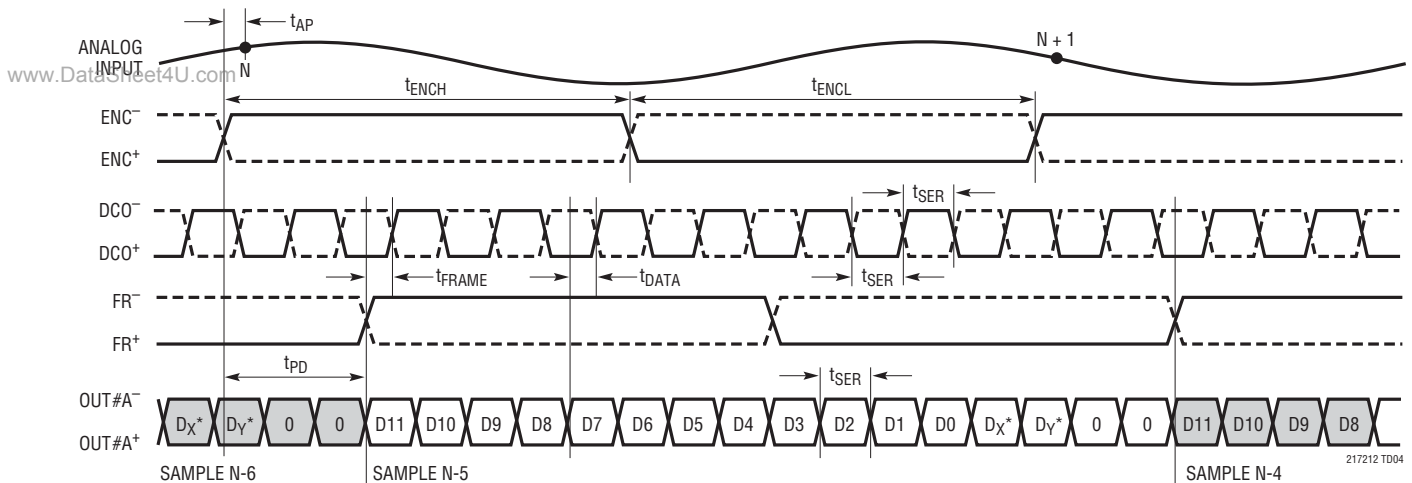 tAP
ANALOG
INPUT
N
N + 1
www.DataSheet4U.com
tENCH
tENCL
ENC–
ENC+
tSER
DCO–
DCO+
tFRAME
tDATA
tSER
FR–
FR+
tPD
tSER
OUT#A–
OUT#A+
DX* DY* 0 0 D11 D10 D9 D8 D7 D6 D5 D4 D3 D2 D1 D0 DX* DY* 0 0 D11 D10 D9 D8
217212 TD04
SAMPLE N-6 SAMPLE N-5 SAMPLE N-4